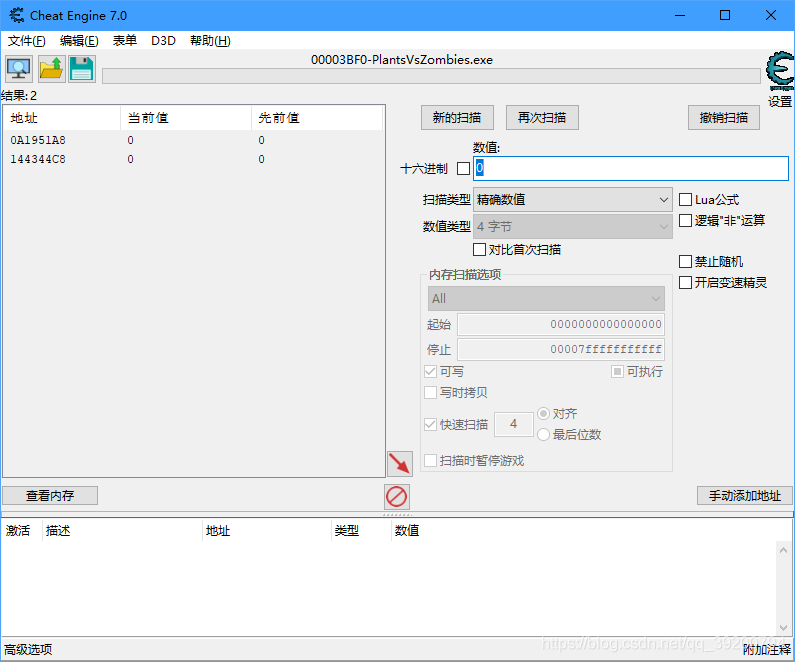 Cheat Engine 7.0
文件(F) 编辑(E) 表单 D3D 帮助(H)
00003BF0-PlantsVsZombies.exe
设置
结果: 2
地址 当前值 先前值
0A1951A8 0 0
144344C8 0 0
新的扫描 再次扫描 撤销扫描
数值:
十六进制 0
扫描类型 精确数值 Lua公式
数值类型 4 字节 逻辑"非"运算
对比首次扫描
禁止随机
内存扫描选项
开启变速精灵
All
起始 0000000000000000
停止 00007fffffffffff
可写 可执行
写时拷贝
快速扫描 4 对齐
最后位数
扫描时暂停游戏
查看内存 手动添加地址
激活 描述 地址 类型 数值
高级选项 附加注释